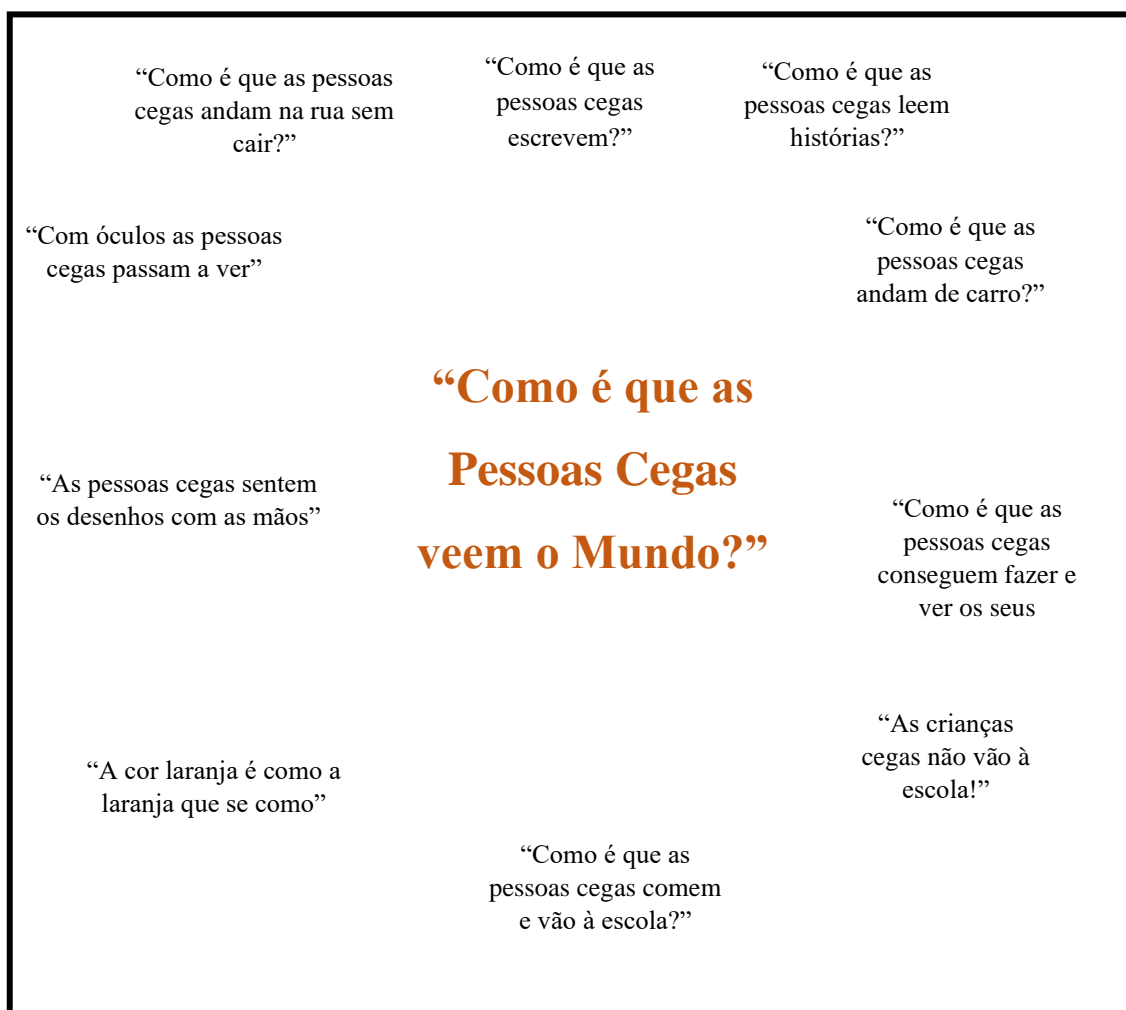 “Como é que as pessoas
cegas andam na rua sem
cair?”
“Como é que as
pessoas cegas
escrevem?”
“Como é que as
pessoas cegas leem
histórias?”
“Com óculos as pessoas
cegas passam a ver”
“Como é que as
pessoas cegas
andam de carro?”
“Como é que as
Pessoas Cegas
veem o Mundo?”
“As pessoas cegas sentem
os desenhos com as mãos”
“Como é que as
pessoas cegas
conseguem fazer e
ver os seus
“As crianças
cegas não vão à
escola!”
“A cor laranja é como a
laranja que se como”
“Como é que as
pessoas cegas comem
e vão à escola?”